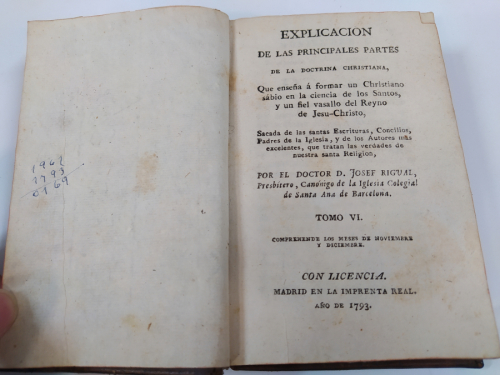 1962
1793
0169
EXPLICACION
DE LAS PRINCIPALES PARTES
DE LA DOCTRINA CHRISTIANA,
Que enseña á formar un Christiano
sábio en la ciencia de los Santos,
y un fiel vasallo del Reyno
de Jesu-Christo,
Sacada de las santas Escrituras, Concilios,
Padres de la Iglesia, y de los Autores mas
excelentes, que tratan las verdades de
nuestra santa Religion,
POR EL DOCTOR D. JOSEF RIGUAL,
Presbítero, Canónigo de la Iglesia Colegial
de Santa Ana de Barcelona.
TOMO VI.
COMPREHENDE LOS MESES DE NOVIEMBRE
Y DICIEMBRE.
CON LICENCIA.
MADRID EN LA IMPRENTA REAL.
AÑO DE 1793.